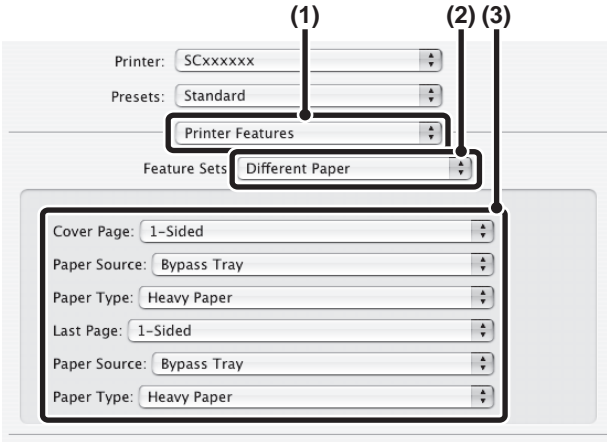 (1) (2) (3)
Printer: SCxxxxxx
Presets: Standard
Printer Features
Feature Sets: Different Paper
Cover Page: 1-Sided
Paper Source: Bypass Tray
Paper Type: Heavy Paper
Last Page: 1-Sided
Paper Source: Bypass Tray
Paper Type: Heavy Paper